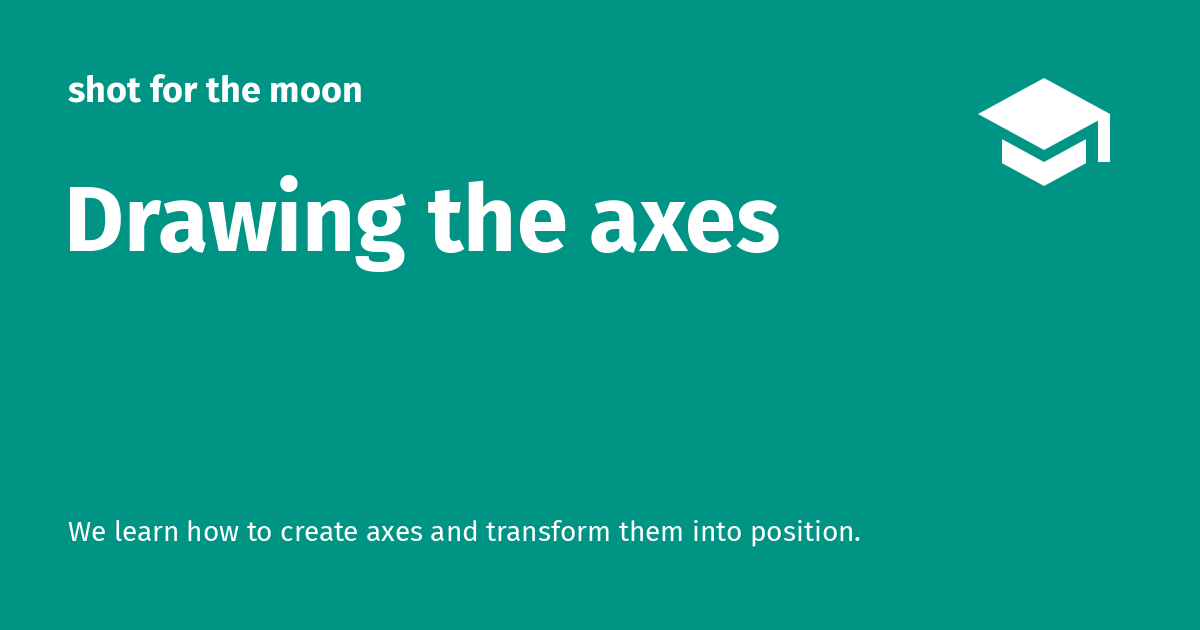 shot for the moon
Drawing the axes
We learn how to create axes and transform them into position.